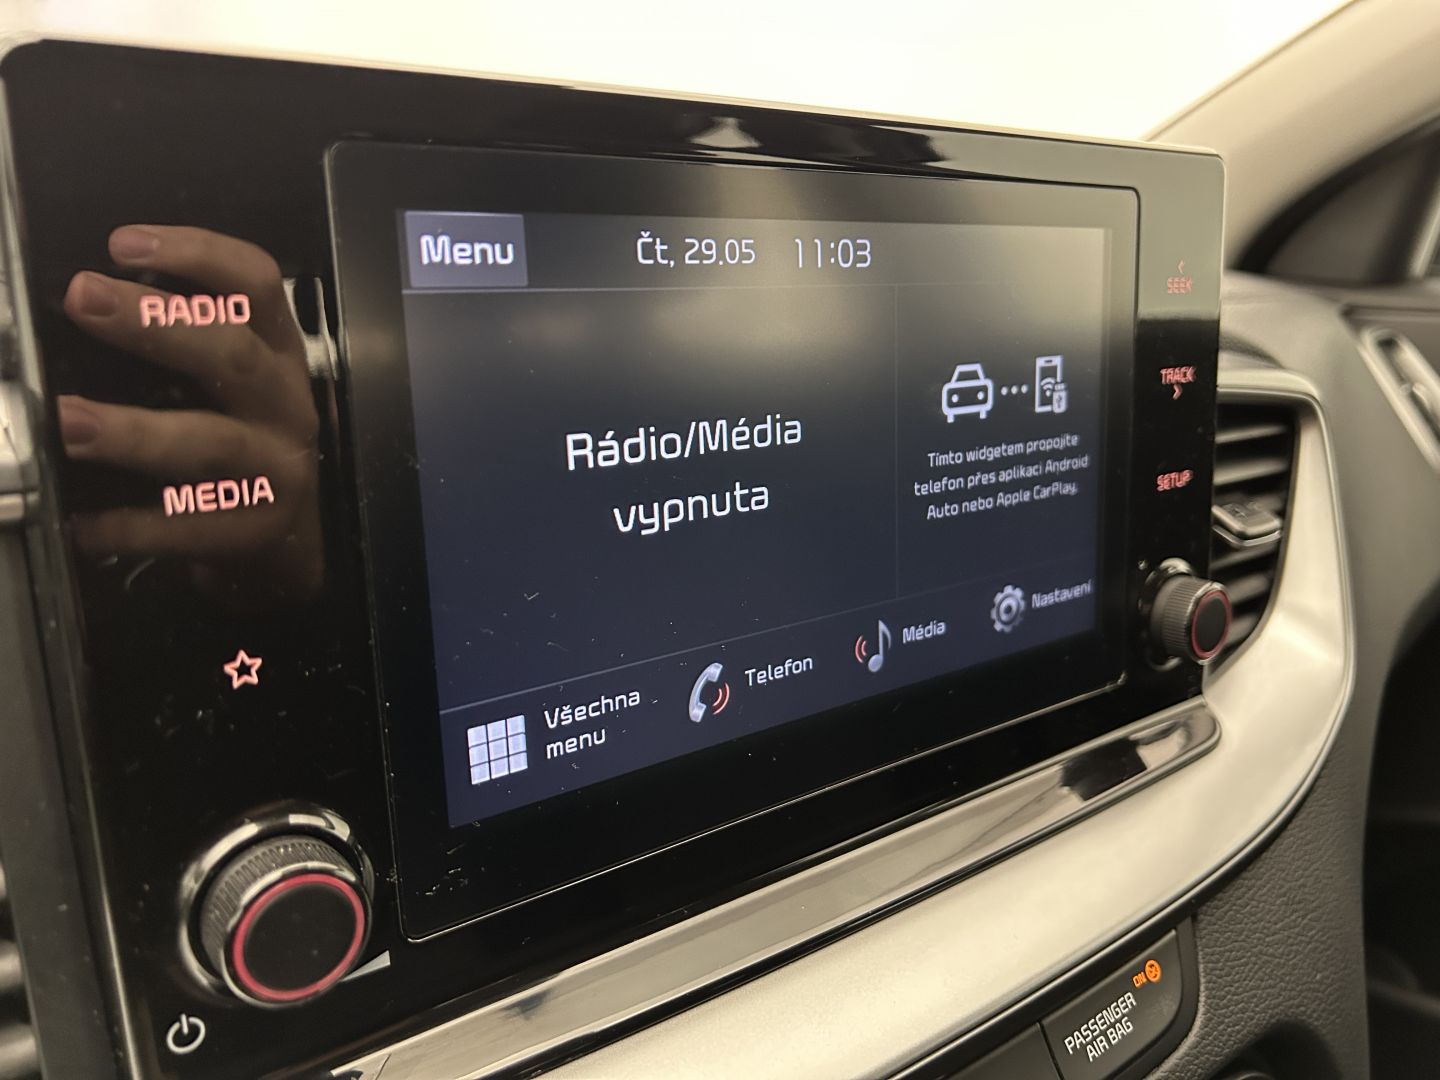 Menu
Čt, 29.05 11:03
RADIO
MEDIA
Rádio/Média
vypnuta
Tímto widgetem propojíte
telefon přes aplikaci Android
Auto nebo Apple CarPlay.
Všechna
menu
Telefon
Média
Nastavení
SEEK
TRACK
SETUP
ON
PASSENGER
AIR BAG